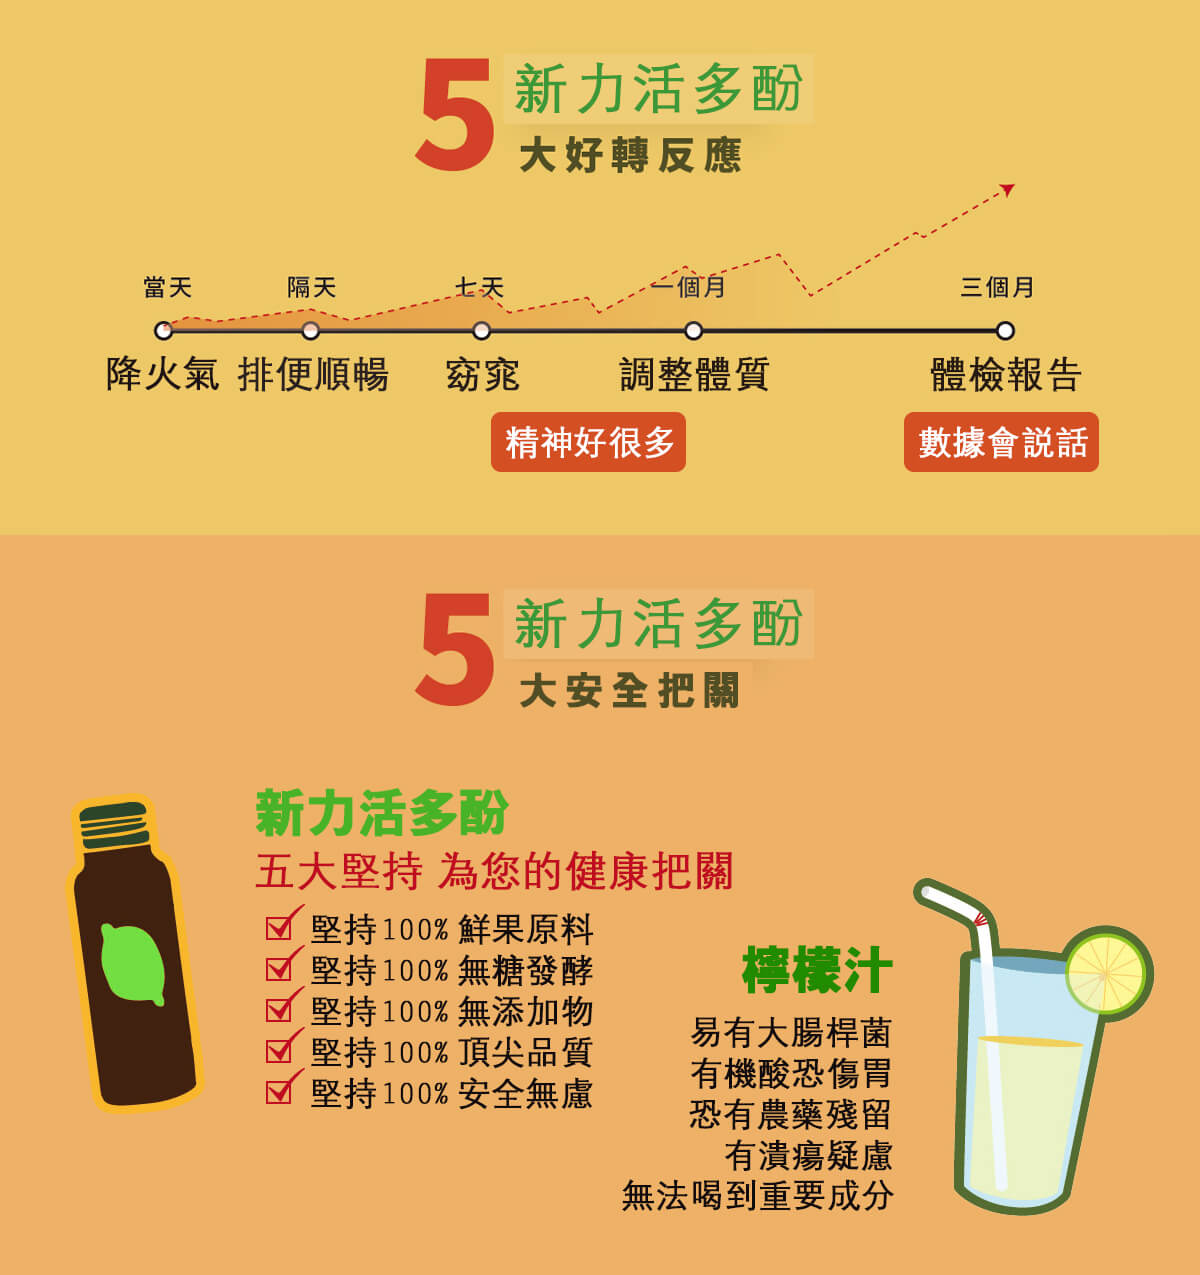 5 新力活多酚
大好轉反應
當天 隔天 七天 一個月 三個月
降火氣 排便順暢 窈窕 調整體質 體檢報告
精神好很多 數據會説話
5 新力活多酚
大安全把關
新力活多酚
五大堅持 為您的健康把關
堅持100% 鮮果原料
堅持100% 無糖發酵
堅持100% 無添加物
堅持100% 頂尖品質
堅持100% 安全無慮
檸檬汁
易有大腸桿菌
有機酸恐傷胃
恐有農藥殘留
有潰瘍疑慮
無法喝到重要成分